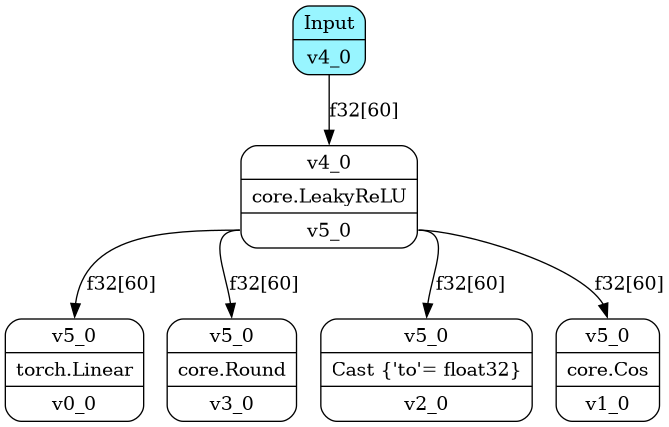 Input
v4_0
f32[60]
v4_0
core.LeakyReLU
v5_0
f32[60]
f32[60]
f32[60]
f32[60]
v5_0
torch.Linear
v0_0
v5_0
core.Round
v3_0
v5_0
Cast {'to'= float32}
v2_0
v5_0
core.Cos
v1_0